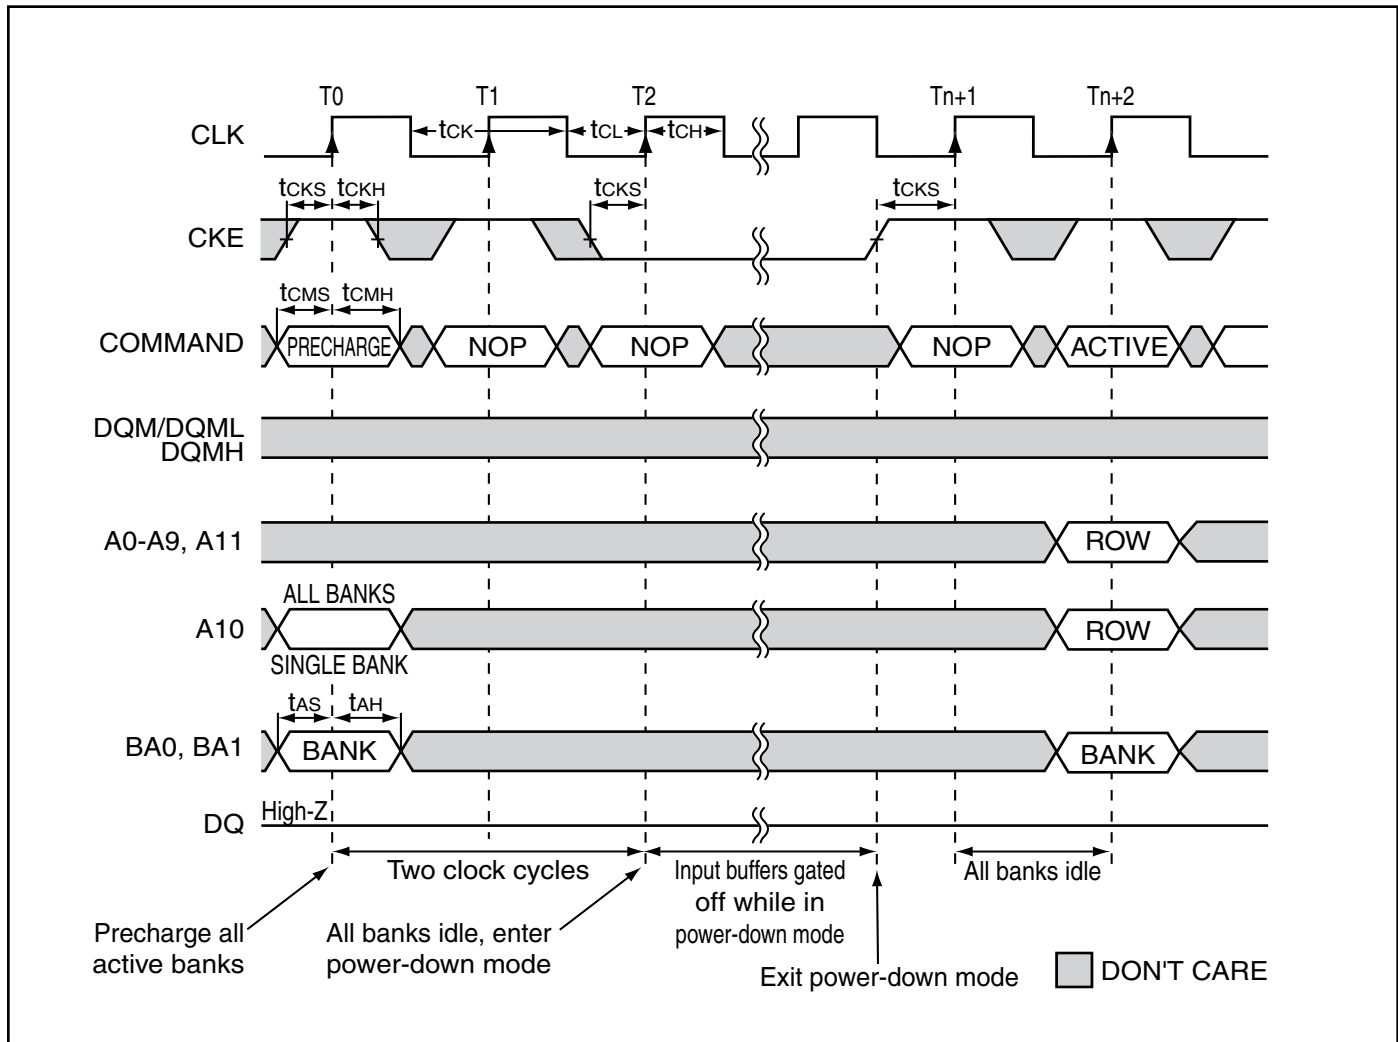 T0 T1 T2 Tn+1 Tn+2
CLK tCK tCL tCH
tCKS tCKH tCKS tCKS
CKE
tCMS tCMH
COMMAND PRECHARGE NOP NOP NOP ACTIVE
DQM/DQML
DQMH
A0-A9, A11 ROW
ALL BANKS
A10 ROW
SINGLE BANK
tAS tAH
BA0, BA1 BANK BANK
DQ High-Z
Two clock cycles
Input buffers gated
off while in
power-down mode
All banks idle
Precharge all
active banks
All banks idle, enter
power-down mode
Exit power-down mode
DON'T CARE